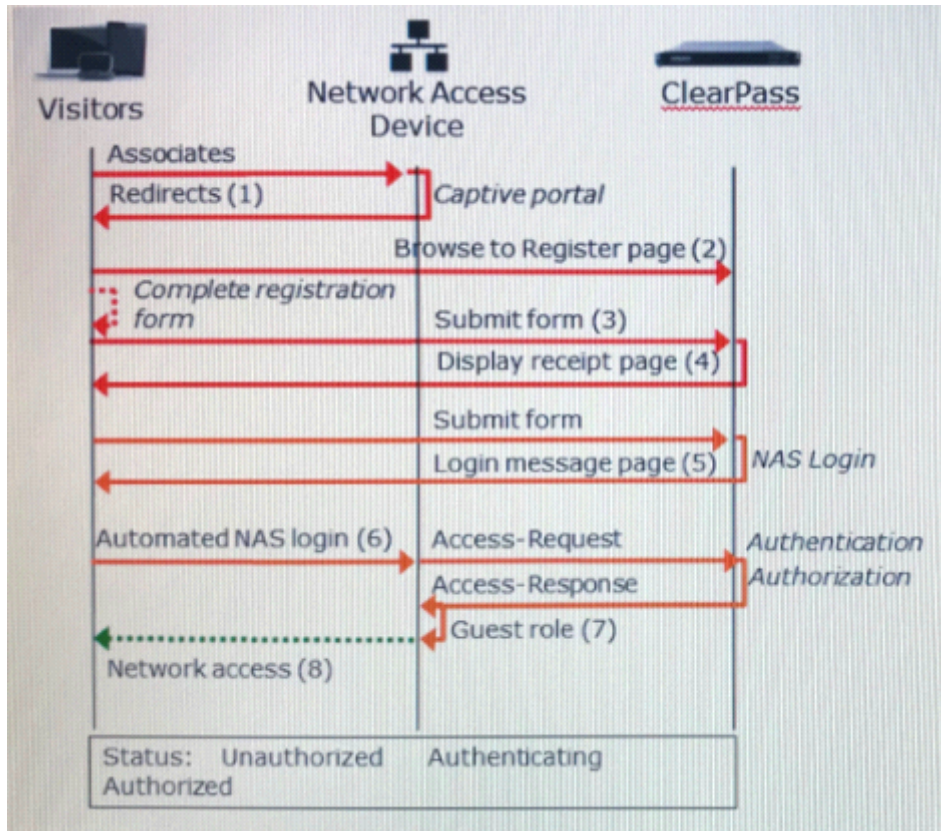 Visitors
Network Access
Device
ClearPass
Associates
Redirects (1)
Captive portal
Browse to Register page (2)
Complete registration
form
Submit form (3)
Display receipt page (4)
Submit form
Login message page (5)
NAS Login
Automated NAS login (6)
Access-Request
Authentication
Authorization
Access-Response
Guest role (7)
Network access (8)
Status: Unauthorized Authenticating
Authorized